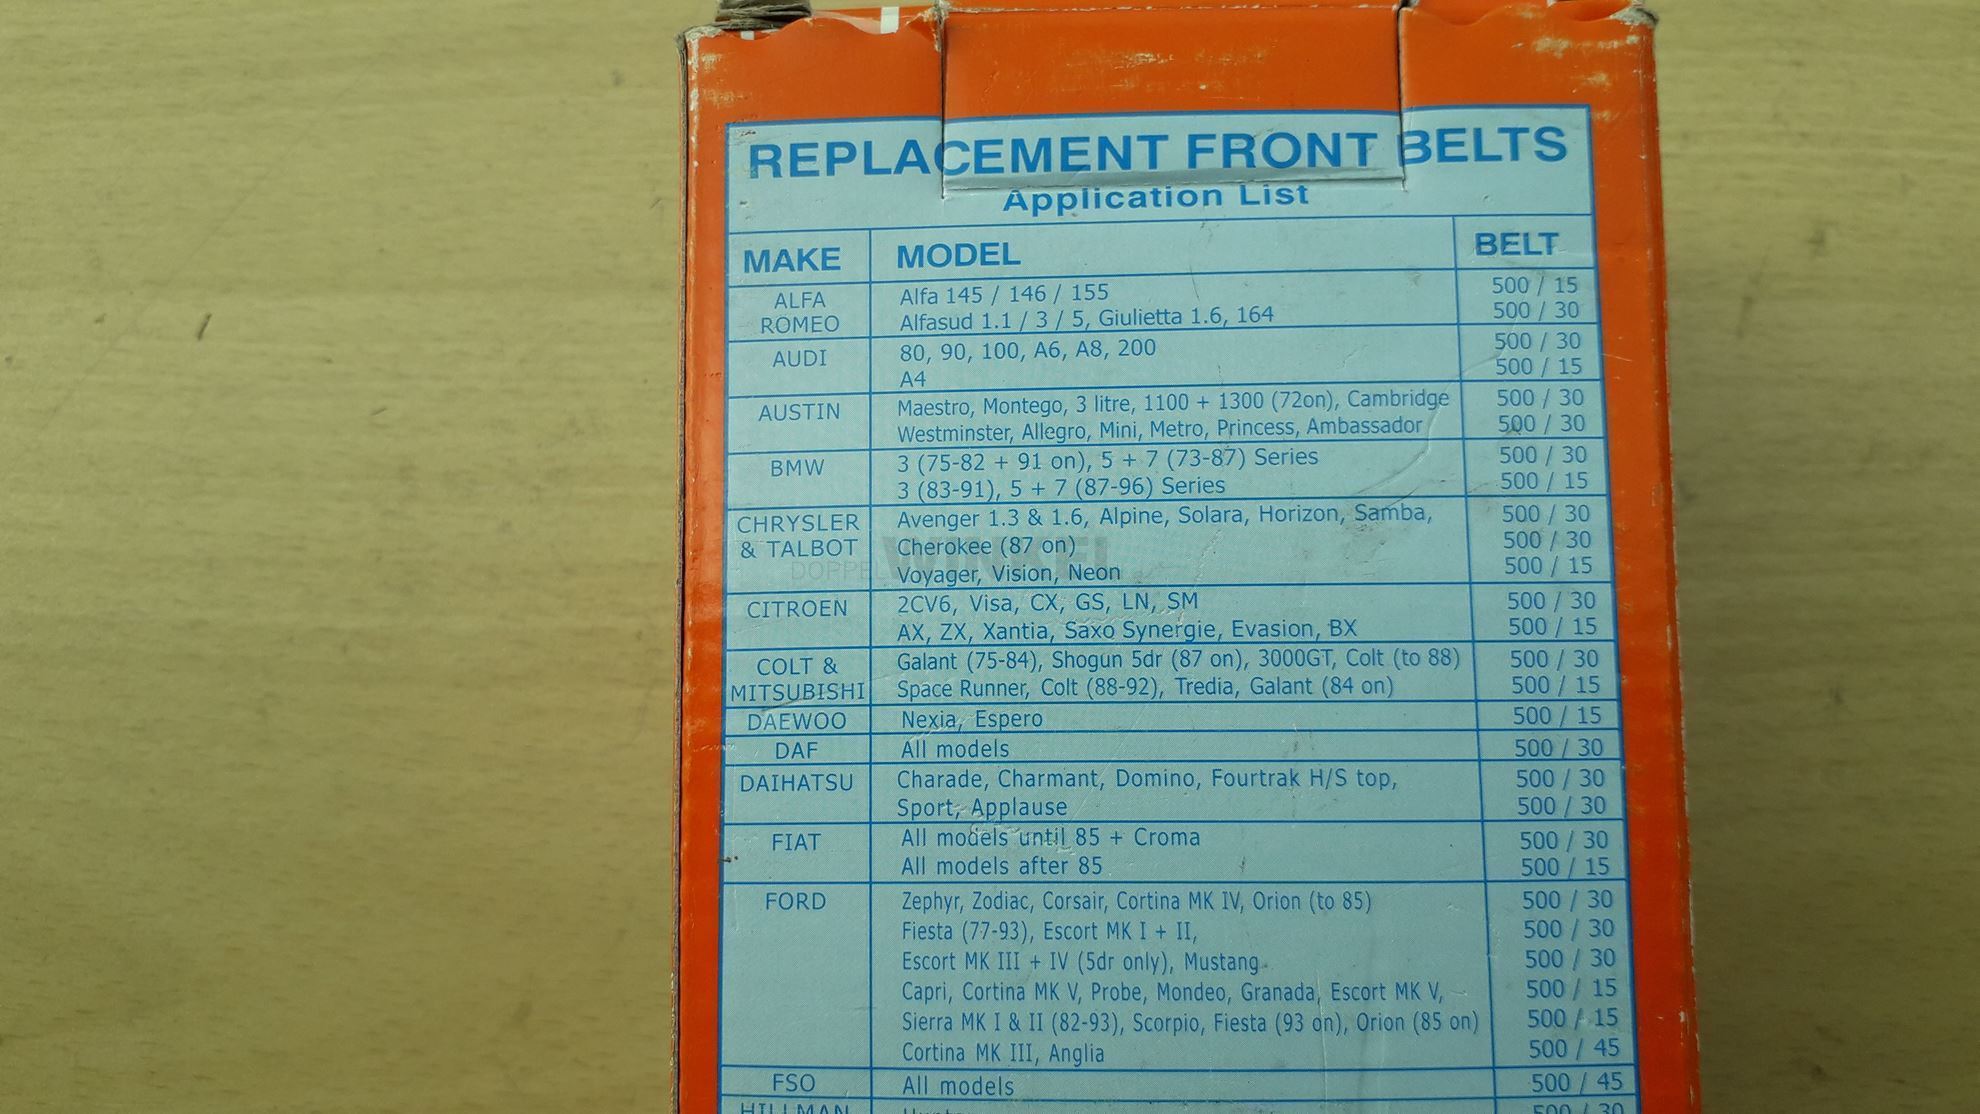 REPLACEMENT FRONT BELTS
Application List
MAKE MODEL BELT
ALFA Alfa 145 / 146 / 155 500 / 15
ROMEO Alfasud 1.1 / 3 / 5, Giulietta 1.6, 164 500 / 30
AUDI 80, 90, 100, A6, A8, 200 500 / 30
A4 500 / 15
AUSTIN Maestro, Montego, 3 litre, 1100 + 1300 (72on), Cambridge 500 / 30
Westminster, Allegro, Mini, Metro, Princess, Ambassador 500 / 30
BMW 3 (75-82 + 91 on), 5 + 7 (73-87) Series 500 / 30
3 (83-91), 5 + 7 (87-96) Series 500 / 15
CHRYSLER Avenger 1.3 & 1.6, Alpine, Solara, Horizon, Samba, 500 / 30
& TALBOT Cherokee (87 on) 500 / 30
DOPPELWINKEL
Voyager, Vision, Neon 500 / 15
CITROEN 2CV6, Visa, CX, GS, LN, SM 500 / 30
AX, ZX, Xantia, Saxo Synergie, Evasion, BX 500 / 15
COLT & Galant (75-84), Shogun 5dr (87 on), 3000GT, Colt (to 88) 500 / 30
MITSUBISHI Space Runner, Colt (88-92), Tredia, Galant (84 on) 500 / 15
DAEWOO Nexia, Espero 500 / 15
DAF All models 500 / 30
DAIHATSU Charade, Charmant, Domino, Fourtrak H/S top, 500 / 30
Sport, Applause 500 / 30
FIAT All models until 85 + Croma 500 / 30
All models after 85 500 / 15
FORD Zephyr, Zodiac, Corsair, Cortina MK IV, Orion (to 85) 500 / 30
Fiesta (77-93), Escort MK I + II, 500 / 30
Escort MK III + IV (5dr only), Mustang 500 / 30
Capri, Cortina MK V, Probe, Mondeo, Granada, Escort MK V, 500 / 15
Sierra MK I & II (82-93), Scorpio, Fiesta (93 on), Orion (85 on) 500 / 15
Cortina MK III, Anglia 500 / 45
FSO All models 500 / 45
HILLMAN 500 / 30